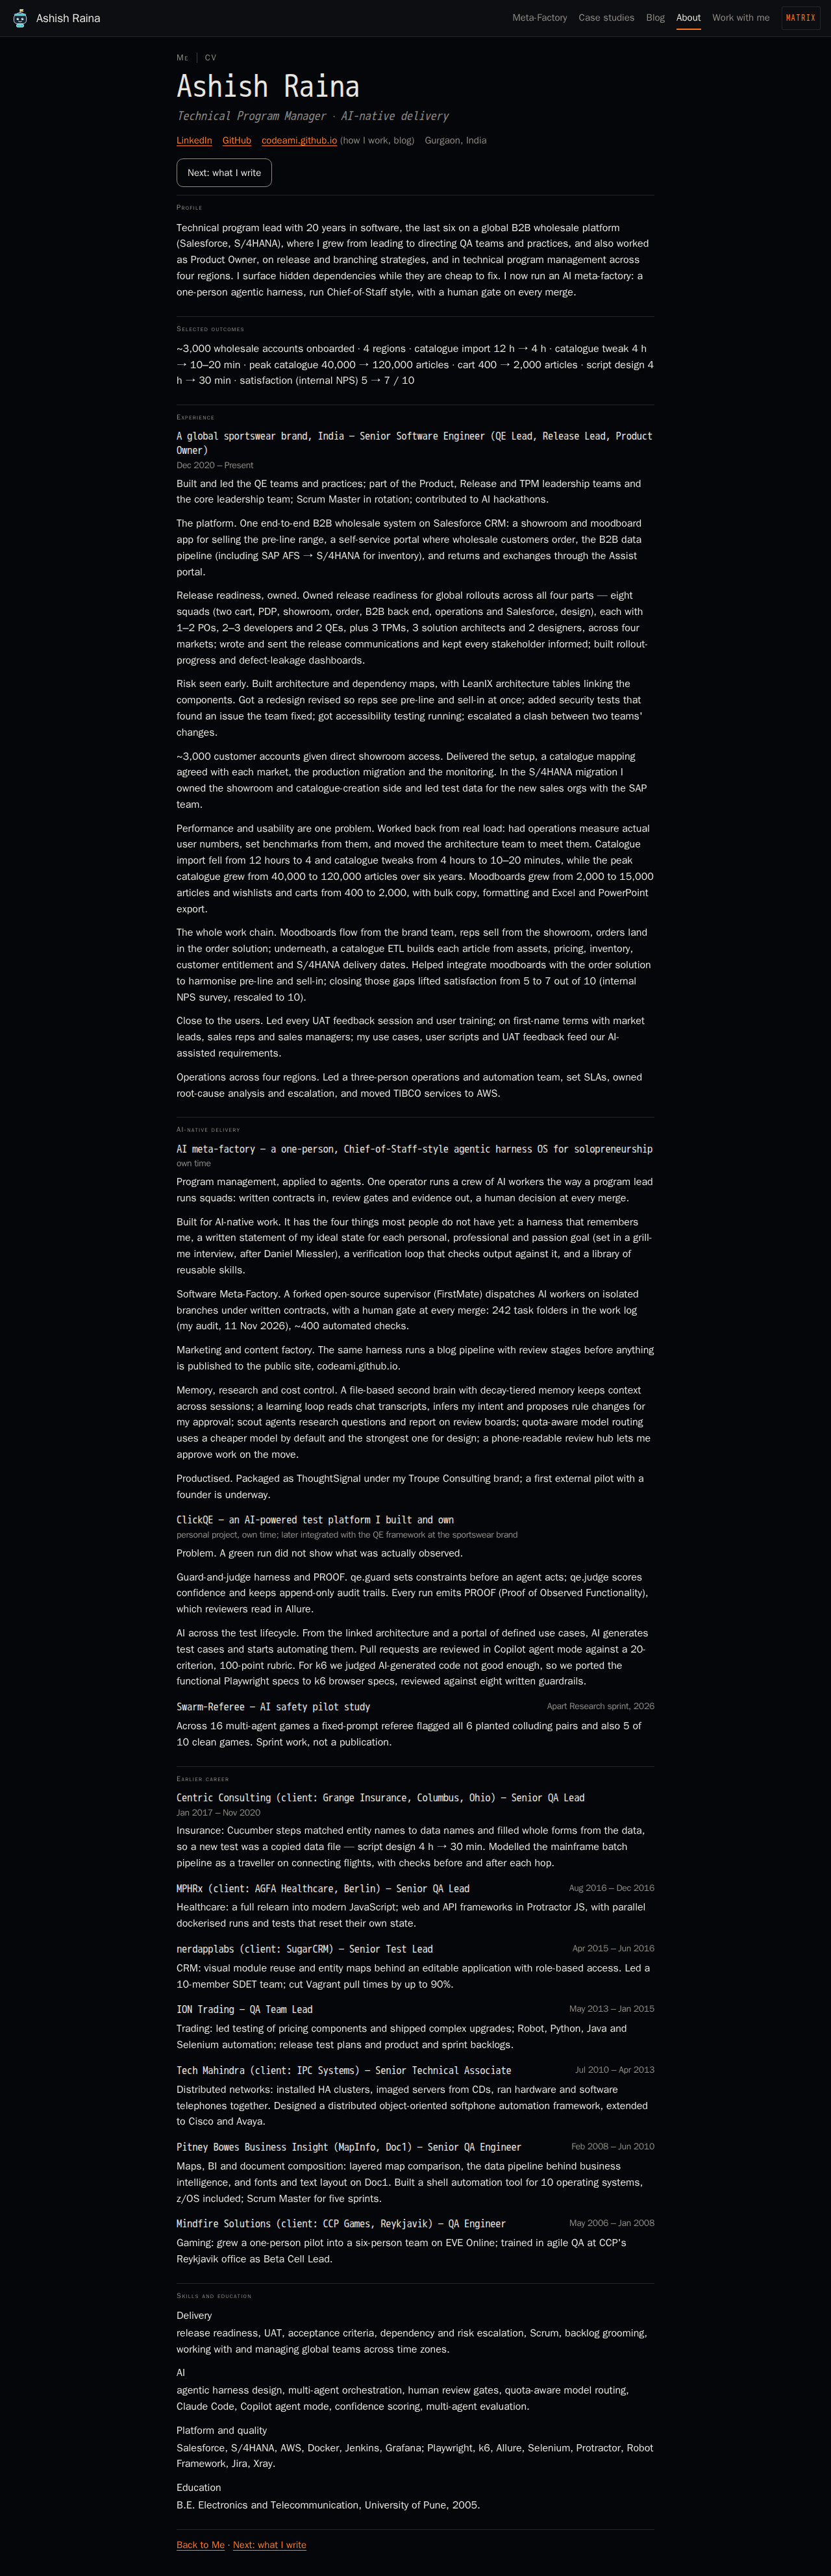 Ashish Raina
Meta-Factory Case studies Blog About Work with me MATRIX
Me | CV
Ashish Raina
Technical Program Manager · AI-native delivery
LinkedIn GitHub codeami.github.io (how I work, blog) Gurgaon, India
Next: what I write
Profile
Technical program lead with 20 years in software, the last six on a global B2B wholesale platform
(Salesforce, S/4HANA), where I grew from leading to directing QA teams and practices, and also worked
as Product Owner, on release and branching strategies, and in technical program management across
four regions. I surface hidden dependencies while they are cheap to fix. I now run an AI meta-factory: a
one-person agentic harness, run Chief-of-Staff style, with a human gate on every merge.
Selected outcomes
~3,000 wholesale accounts onboarded · 4 regions · catalogue import 12 h → 4 h · catalogue tweak 4 h
→ 10–20 min · peak catalogue 40,000 → 120,000 articles · cart 400 → 2,000 articles · script design 4
h → 30 min · satisfaction (internal NPS) 5 → 7 / 10
Experience
A global sportswear brand, India — Senior Software Engineer (QE Lead, Release Lead, Product
Owner)
Dec 2020 – Present
Built and led the QE teams and practices; part of the Product, Release and TPM leadership teams and
the core leadership team; Scrum Master in rotation; contributed to AI hackathons.
The platform. One end-to-end B2B wholesale system on Salesforce CRM: a showroom and moodboard
app for selling the pre-line range, a self-service portal where wholesale customers order, the B2B data
pipeline (including SAP AFS → S/4HANA for inventory), and returns and exchanges through the Assist
portal.
Release readiness, owned. Owned release readiness for global rollouts across all four parts — eight
squads (two cart, PDP, showroom, order, B2B back end, operations and Salesforce, design), each with
1–2 POs, 2–3 developers and 2 QEs, plus 3 TPMs, 3 solution architects and 2 designers, across four
markets; wrote and sent the release communications and kept every stakeholder informed; built rollout-
progress and defect-leakage dashboards.
Risk seen early. Built architecture and dependency maps, with LeanIX architecture tables linking the
components. Got a redesign revised so reps see pre-line and sell-in at once; added security tests that
found an issue the team fixed; got accessibility testing running; escalated a clash between two teams'
changes.
~3,000 customer accounts given direct showroom access. Delivered the setup, a catalogue mapping
agreed with each market, the production migration and the monitoring. In the S/4HANA migration I
owned the showroom and catalogue-creation side and led test data for the new sales orgs with the SAP
team.
Performance and usability are one problem. Worked back from real load: had operations measure actual
user numbers, set benchmarks from them, and moved the architecture team to meet them. Catalogue
import fell from 12 hours to 4 and catalogue tweaks from 4 hours to 10–20 minutes, while the peak
catalogue grew from 40,000 to 120,000 articles over six years. Moodboards grew from 2,000 to 15,000
articles and wishlists and carts from 400 to 2,000, with bulk copy, formatting and Excel and PowerPoint
export.
The whole work chain. Moodboards flow from the brand team, reps sell from the showroom, orders land
in the order solution; underneath, a catalogue ETL builds each article from assets, pricing, inventory,
customer entitlement and S/4HANA delivery dates. Helped integrate moodboards with the order solution
to harmonise pre-line and sell-in; closing those gaps lifted satisfaction from 5 to 7 out of 10 (internal
NPS survey, rescaled to 10).
Close to the users. Led every UAT feedback session and user training; on first-name terms with market
leads, sales reps and sales managers; my use cases, user scripts and UAT feedback feed our AI-
assisted requirements.
Operations across four regions. Led a three-person operations and automation team, set SLAs, owned
root-cause analysis and escalation, and moved TIBCO services to AWS.
AI-native delivery
AI meta-factory — a one-person, Chief-of-Staff-style agentic harness OS for solopreneurship
own time
Program management, applied to agents. One operator runs a crew of AI workers the way a program lead
runs squads: written contracts in, review gates and evidence out, a human decision at every merge.
Built for AI-native work. It has the four things most people do not have yet: a harness that remembers
me, a written statement of my ideal state for each personal, professional and passion goal (set in a grill-
me interview, after Daniel Miessler), a verification loop that checks output against it, and a library of
reusable skills.
Software Meta-Factory. A forked open-source supervisor (FirstMate) dispatches AI workers on isolated
branches under written contracts, with a human gate at every merge: 242 task folders in the work log
(my audit, 11 Nov 2026), ~400 automated checks.
Marketing and content factory. The same harness runs a blog pipeline with review stages before anything
is published to the public site, codeami.github.io.
Memory, research and cost control. A file-based second brain with decay-tiered memory keeps context
across sessions; a learning loop reads chat transcripts, infers my intent and proposes rule changes for
my approval; scout agents research questions and report on review boards; quota-aware model routing
uses a cheaper model by default and the strongest one for design; a phone-readable review hub lets me
approve work on the move.
Productised. Packaged as ThoughtSignal under my Troupe Consulting brand; a first external pilot with a
founder is underway.
ClickQE — an AI-powered test platform I built and own
personal project, own time; later integrated with the QE framework at the sportswear brand
Problem. A green run did not show what was actually observed.
Guard-and-judge harness and PROOF. qe.guard sets constraints before an agent acts; qe.judge scores
confidence and keeps append-only audit trails. Every run emits PROOF (Proof of Observed Functionality),
which reviewers read in Allure.
AI across the test lifecycle. From the linked architecture and a portal of defined use cases, AI generates
test cases and starts automating them. Pull requests are reviewed in Copilot agent mode against a 20-
criterion, 100-point rubric. For k6 we judged AI-generated code not good enough, so we ported the
functional Playwright specs to k6 browser specs, reviewed against eight written guardrails.
Swarm-Referee — AI safety pilot study Apart Research sprint, 2026
Across 16 multi-agent games a fixed-prompt referee flagged all 6 planted colluding pairs and also 5 of
10 clean games. Sprint work, not a publication.
Earlier career
Centric Consulting (client: Grange Insurance, Columbus, Ohio) — Senior QA Lead
Jan 2017 – Nov 2020
Insurance: Cucumber steps matched entity names to data names and filled whole forms from the data,
so a new test was a copied data file — script design 4 h → 30 min. Modelled the mainframe batch
pipeline as a traveller on connecting flights, with checks before and after each hop.
MPHRx (client: AGFA Healthcare, Berlin) — Senior QA Lead Aug 2016 – Dec 2016
Healthcare: a full relearn into modern JavaScript; web and API frameworks in Protractor JS, with parallel
dockerised runs and tests that reset their own state.
nerdapplabs (client: SugarCRM) — Senior Test Lead Apr 2015 – Jun 2016
CRM: visual module reuse and entity maps behind an editable application with role-based access. Led a
10-member SDET team; cut Vagrant pull times by up to 90%.
ION Trading — QA Team Lead May 2013 – Jan 2015
Trading: led testing of pricing components and shipped complex upgrades; Robot, Python, Java and
Selenium automation; release test plans and product and sprint backlogs.
Tech Mahindra (client: IPC Systems) — Senior Technical Associate Jul 2010 – Apr 2013
Distributed networks: installed HA clusters, imaged servers from CDs, ran hardware and software
telephones together. Designed a distributed object-oriented softphone automation framework, extended
to Cisco and Avaya.
Pitney Bowes Business Insight (MapInfo, Doc1) — Senior QA Engineer Feb 2008 – Jun 2010
Maps, BI and document composition: layered map comparison, the data pipeline behind business
intelligence, and fonts and text layout on Doc1. Built a shell automation tool for 10 operating systems,
z/OS included; Scrum Master for five sprints.
Mindfire Solutions (client: CCP Games, Reykjavik) — QA Engineer May 2006 – Jan 2008
Gaming: grew a one-person pilot into a six-person team on EVE Online; trained in agile QA at CCP's
Reykjavik office as Beta Cell Lead.
Skills and education
Delivery
release readiness, UAT, acceptance criteria, dependency and risk escalation, Scrum, backlog grooming,
working with and managing global teams across time zones.
AI
agentic harness design, multi-agent orchestration, human review gates, quota-aware model routing,
Claude Code, Copilot agent mode, confidence scoring, multi-agent evaluation.
Platform and quality
Salesforce, S/4HANA, AWS, Docker, Jenkins, Grafana; Playwright, k6, Allure, Selenium, Protractor, Robot
Framework, Jira, Xray.
Education
B.E. Electronics and Telecommunication, University of Pune, 2005.
Back to Me · Next: what I write